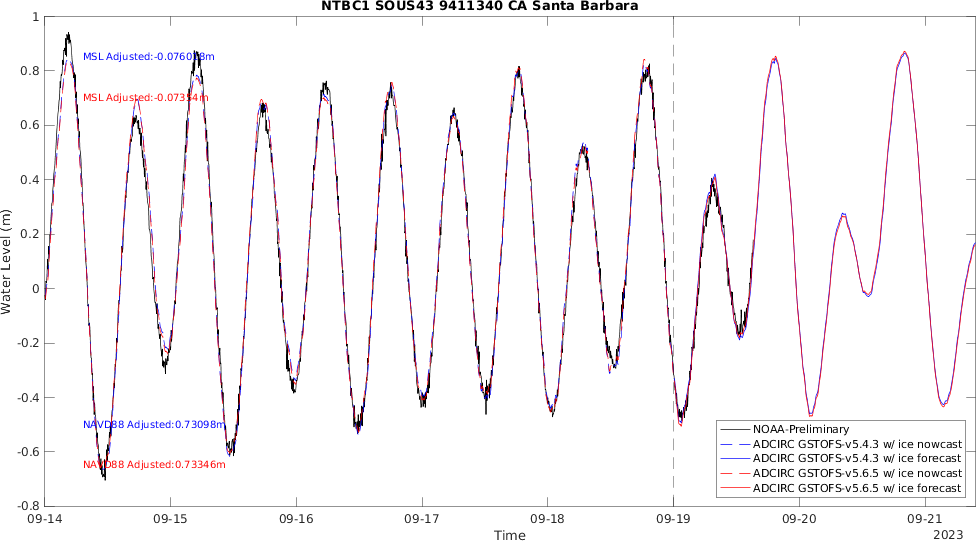 NTBC1 SOUS43 9411340 CA Santa Barbara
1
0.8
0.6
0.4
0.2
0
-0.2
-0.4
-0.6
-0.8
Water Level (m)
MSL Adjusted:-0.076018m
MSL Adjusted:-0.07354m
NAVD88 Adjusted:0.73098m
NAVD88 Adjusted:0.73346m
NOAA-Preliminary
ADCIRC GSTOFS-v5.4.3 w/ ice nowcast
ADCIRC GSTOFS-v5.4.3 w/ ice forecast
ADCIRC GSTOFS-v5.6.5 w/ ice nowcast
ADCIRC GSTOFS-v5.6.5 w/ ice forecast
09-14 09-15 09-16 09-17 09-18 09-19 09-20 09-21
Time
2023